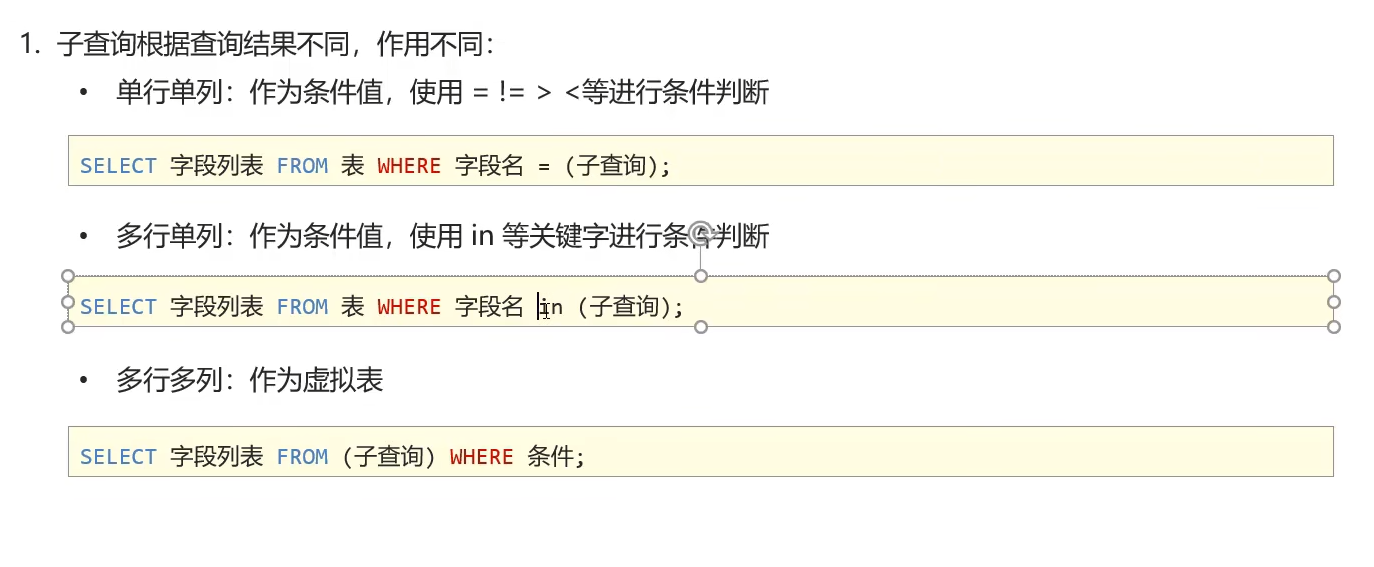 1. 子查询根据查询结果不同，作用不同：
• 单行单列：作为条件值，使用 = != > <等进行条件判断
SELECT 字段列表 FROM 表 WHERE 字段名 = (子查询);
• 多行单列：作为条件值，使用 in 等关键字进行条件判断
SELECT 字段列表 FROM 表 WHERE 字段名 in (子查询);
• 多行多列：作为虚拟表
SELECT 字段列表 FROM (子查询) WHERE 条件;